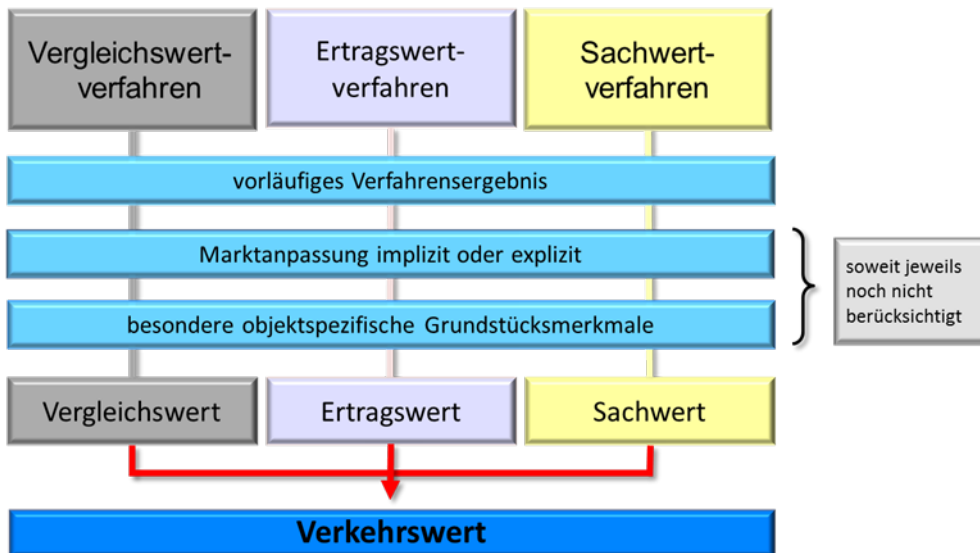 Vergleichswert-
verfahren
Ertragswert-
verfahren
Sachwert-
verfahren
vorläufiges Verfahrensergebnis
Marktanpassung implizit oder explizit
besondere objektspezifische Grundstücksmerkmale
soweit jeweils
noch nicht
berücksichtigt
Vergleichswert
Ertragswert
Sachwert
Verkehrswert